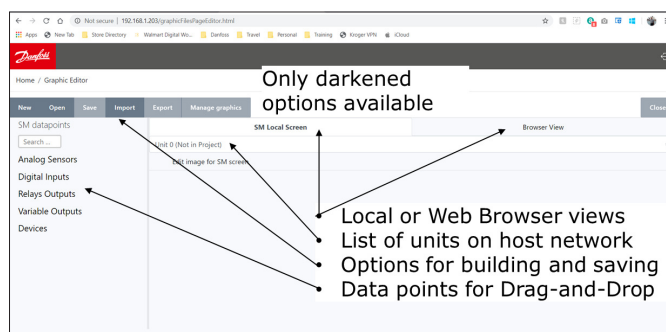 Not secure | 192.168.1.203/graphicFilesPageEditor.html
Apps New Tab Store Directory Walmart Digital Wo... Danfoss Travel Personal Training Kroger VPN iCloud
Danfoss
Home / Graphic Editor
Only darkened
options available
New Open Save Import Export Manage graphics Close
SM datapoints
SM Local Screen
Browser View
Search ...
Unit 0 (Not in Project)
Edit image for SM screen
Analog Sensors
Digital Inputs
Relays Outputs
Variable Outputs
Devices
• Local or Web Browser views
• List of units on host network
• Options for building and saving
• Data points for Drag-and-Drop